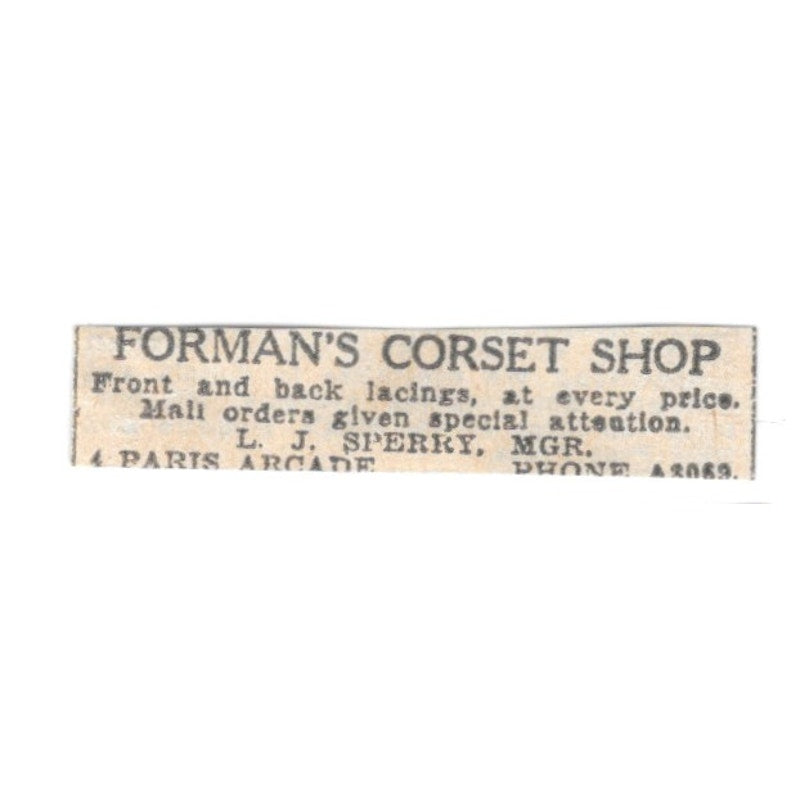 FORMAN'S CORSET SHOP
Front and back lacings, at every price.
Mail orders given special attention.
L. J. SPERRY, MGR.
4 PARIS ARCADE PHONE